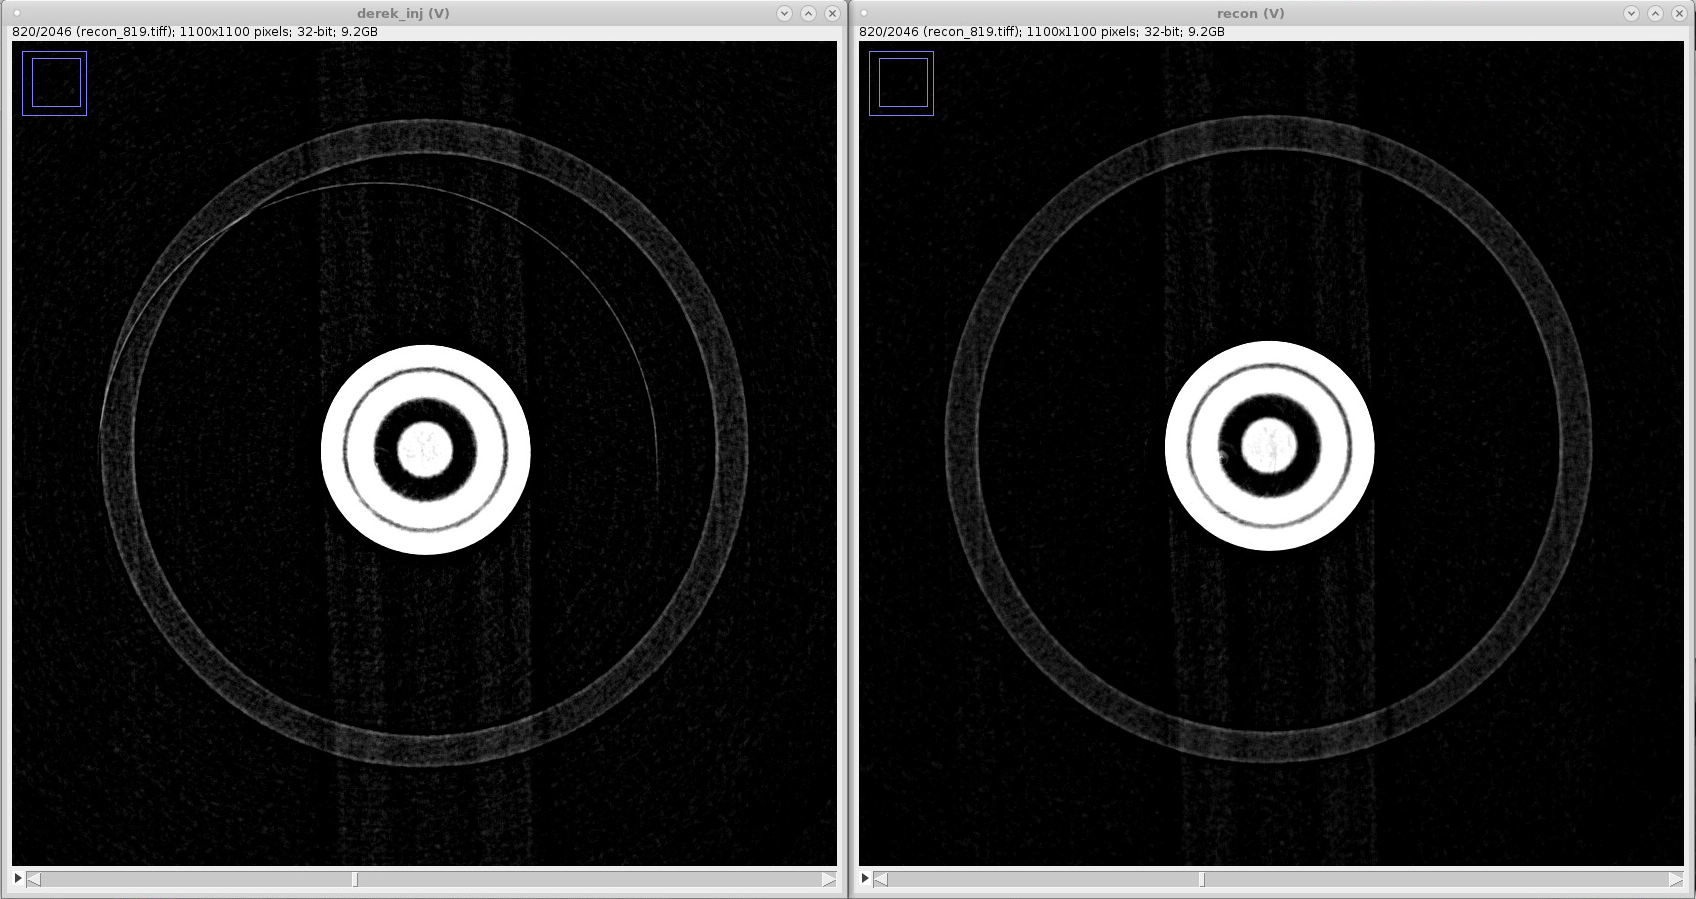 derek_inj (V)
820/2046 (recon_819.tiff); 1100x1100 pixels; 32-bit; 9.2GB
recon (V)
820/2046 (recon_819.tiff); 1100x1100 pixels; 32-bit; 9.2GB